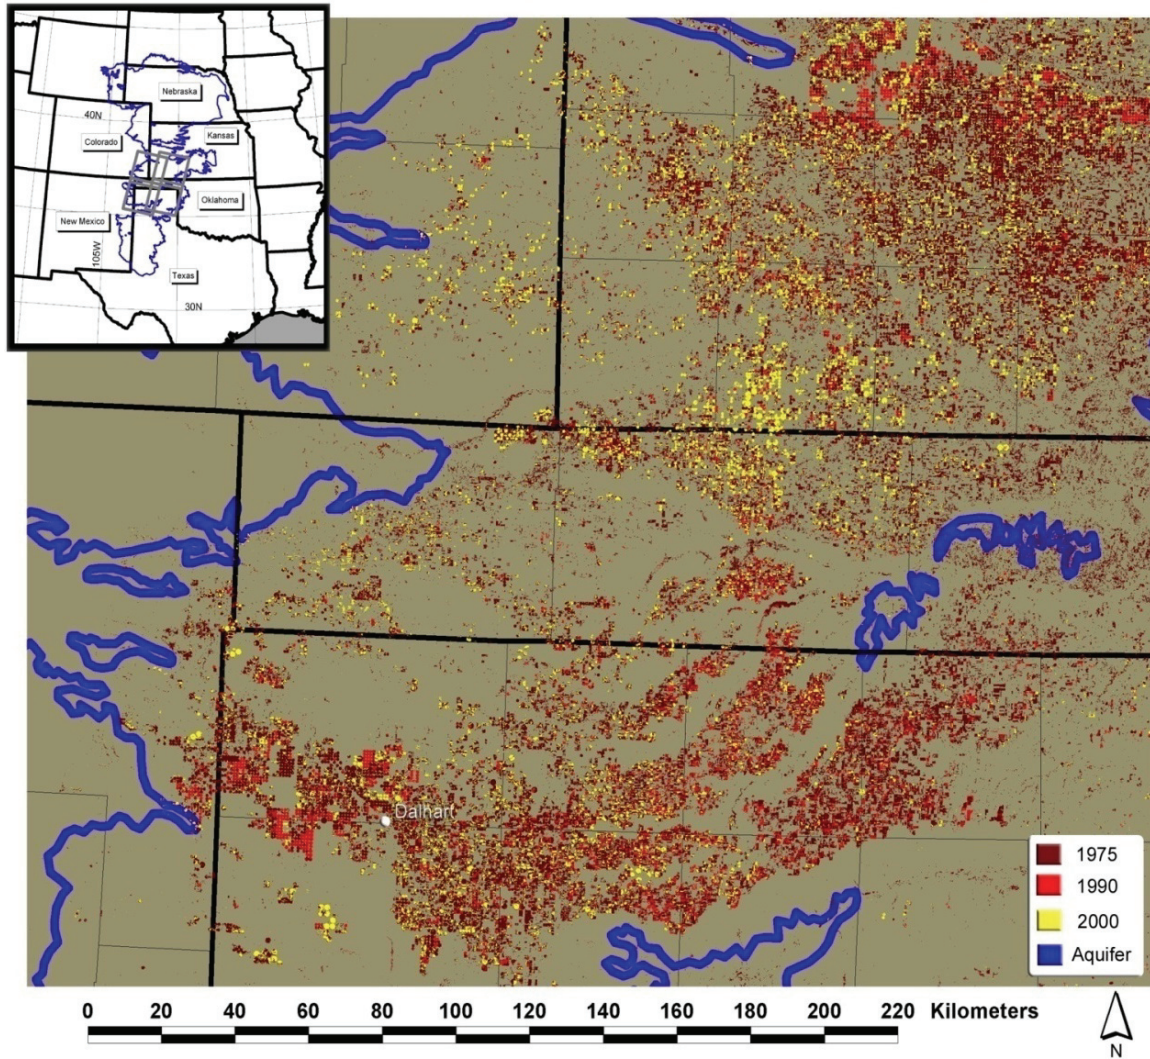 Nebraska
40N
Colorado
Kansas
Oklahoma
New Mexico
105W
Texas
30N
Dalhart
1975
1990
2000
Aquifer
0 20 40 60 80 100 120 140 160 180 200 220 Kilometers
N